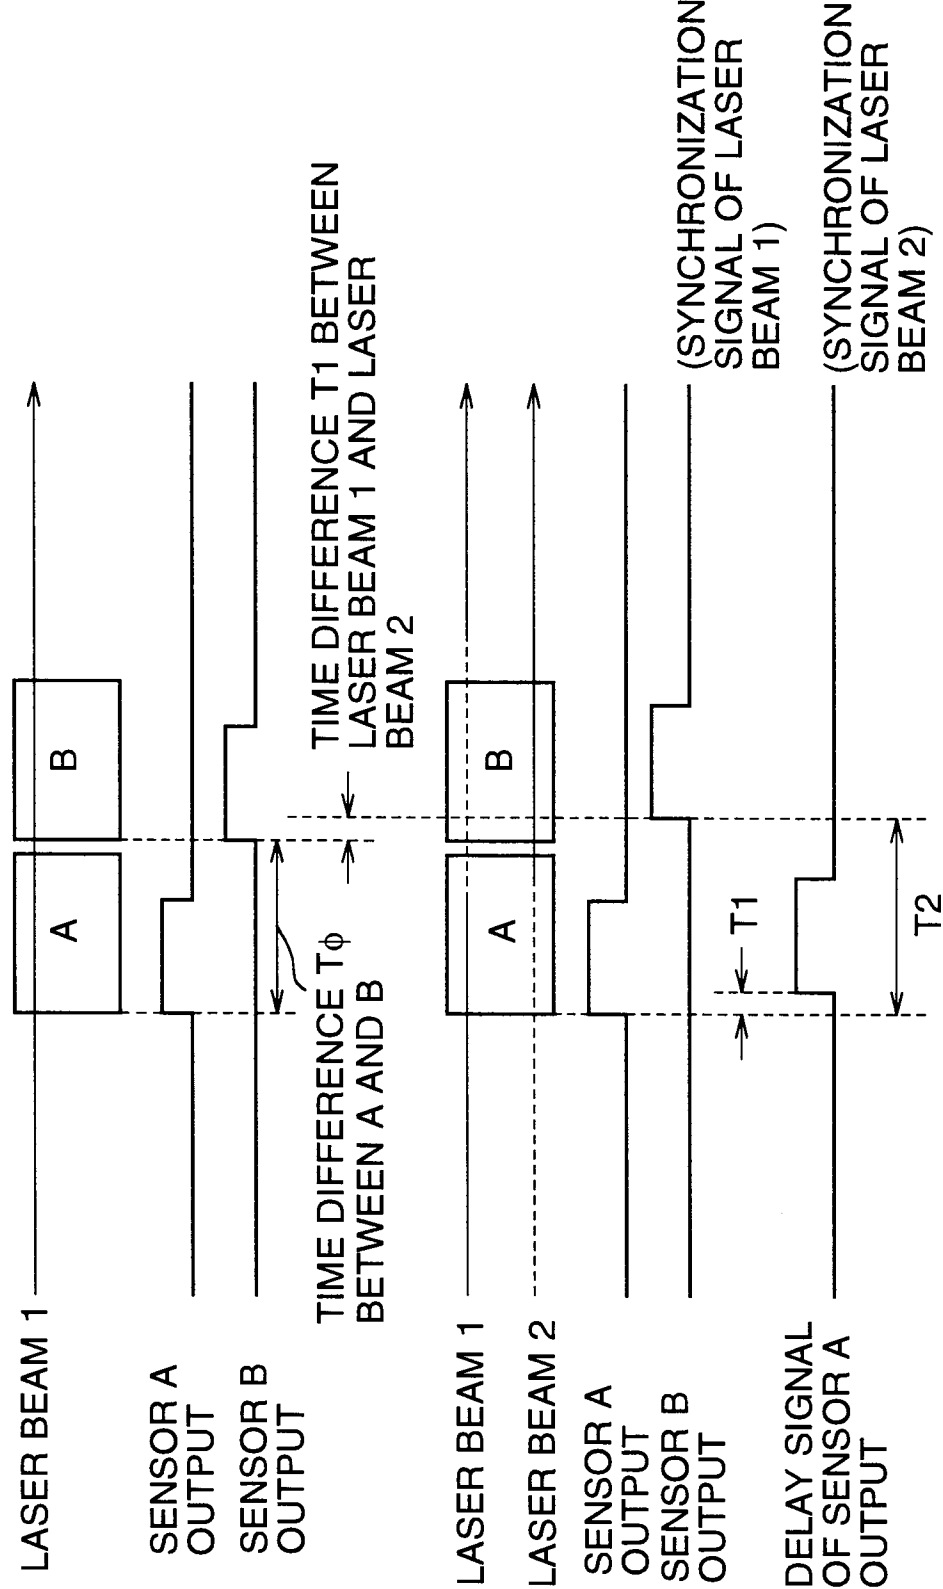 LASER BEAM 1
A
B
SENSOR A
OUTPUT
SENSOR B
OUTPUT
TIME DIFFERENCE Tϕ
BETWEEN A AND B
TIME DIFFERENCE T1 BETWEEN
LASER BEAM 1 AND LASER
BEAM 2
LASER BEAM 1
LASER BEAM 2
A
B
SENSOR A
OUTPUT
SENSOR B
OUTPUT
(SYNCHRONIZATION
SIGNAL OF LASER
BEAM 1)
T1
DELAY SIGNAL
OF SENSOR A
OUTPUT
(SYNCHRONIZATION
SIGNAL OF LASER
BEAM 2)
T2